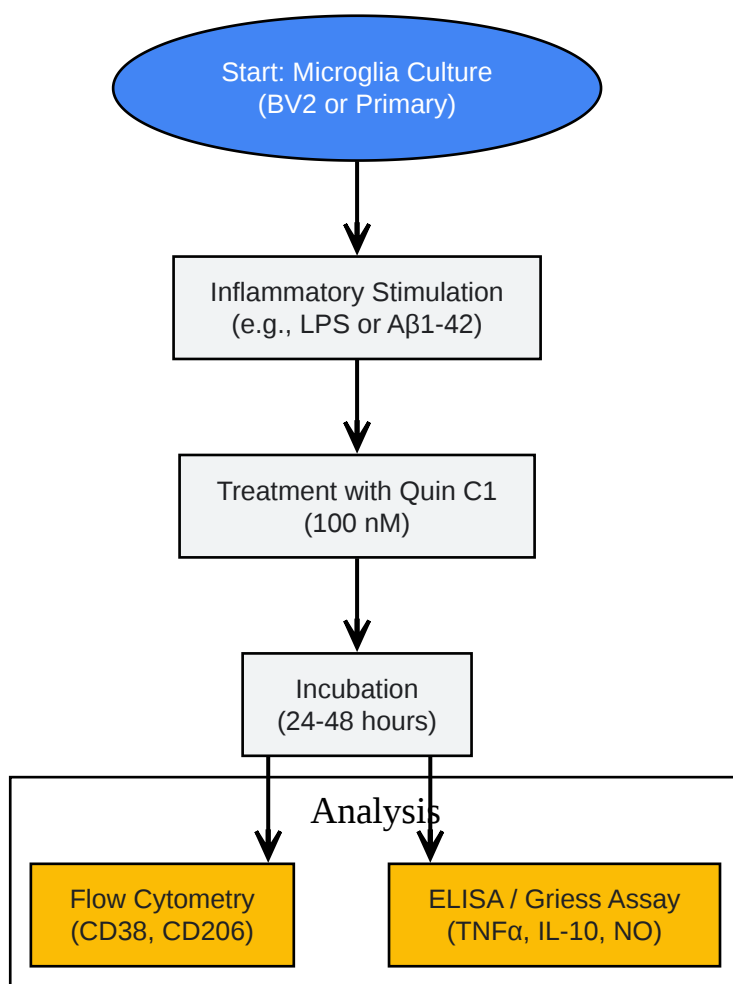 Start: Microglia Culture
(BV2 or Primary)
Inflammatory Stimulation
(e.g., LPS or Aβ1-42)
Treatment with Quin C1
(100 nM)
Incubation
(24-48 hours)
Analysis
Flow Cytometry
(CD38, CD206)
ELISA / Griess Assay
(TNFα, IL-10, NO)